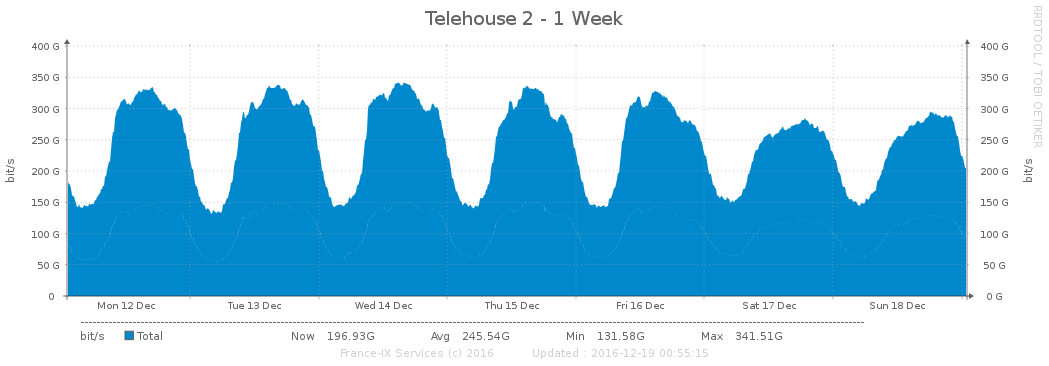 Telehouse 2 - 1 Week
RRDTOOL / TOBI OETIKER
bit/s
400 G
350 G
300 G
250 G
200 G
150 G
100 G
50 G
0
400 G
350 G
300 G
250 G
200 G
150 G
100 G
50 G
0 G
bit/s
Mon 12 Dec Tue 13 Dec Wed 14 Dec Thu 15 Dec Fri 16 Dec Sat 17 Dec Sun 18 Dec
bit/s Total Now 196.93G Avg 245.54G Min 131.58G Max 341.51G
France-IX Services (c) 2016 Updated : 2016-12-19 00:55:15